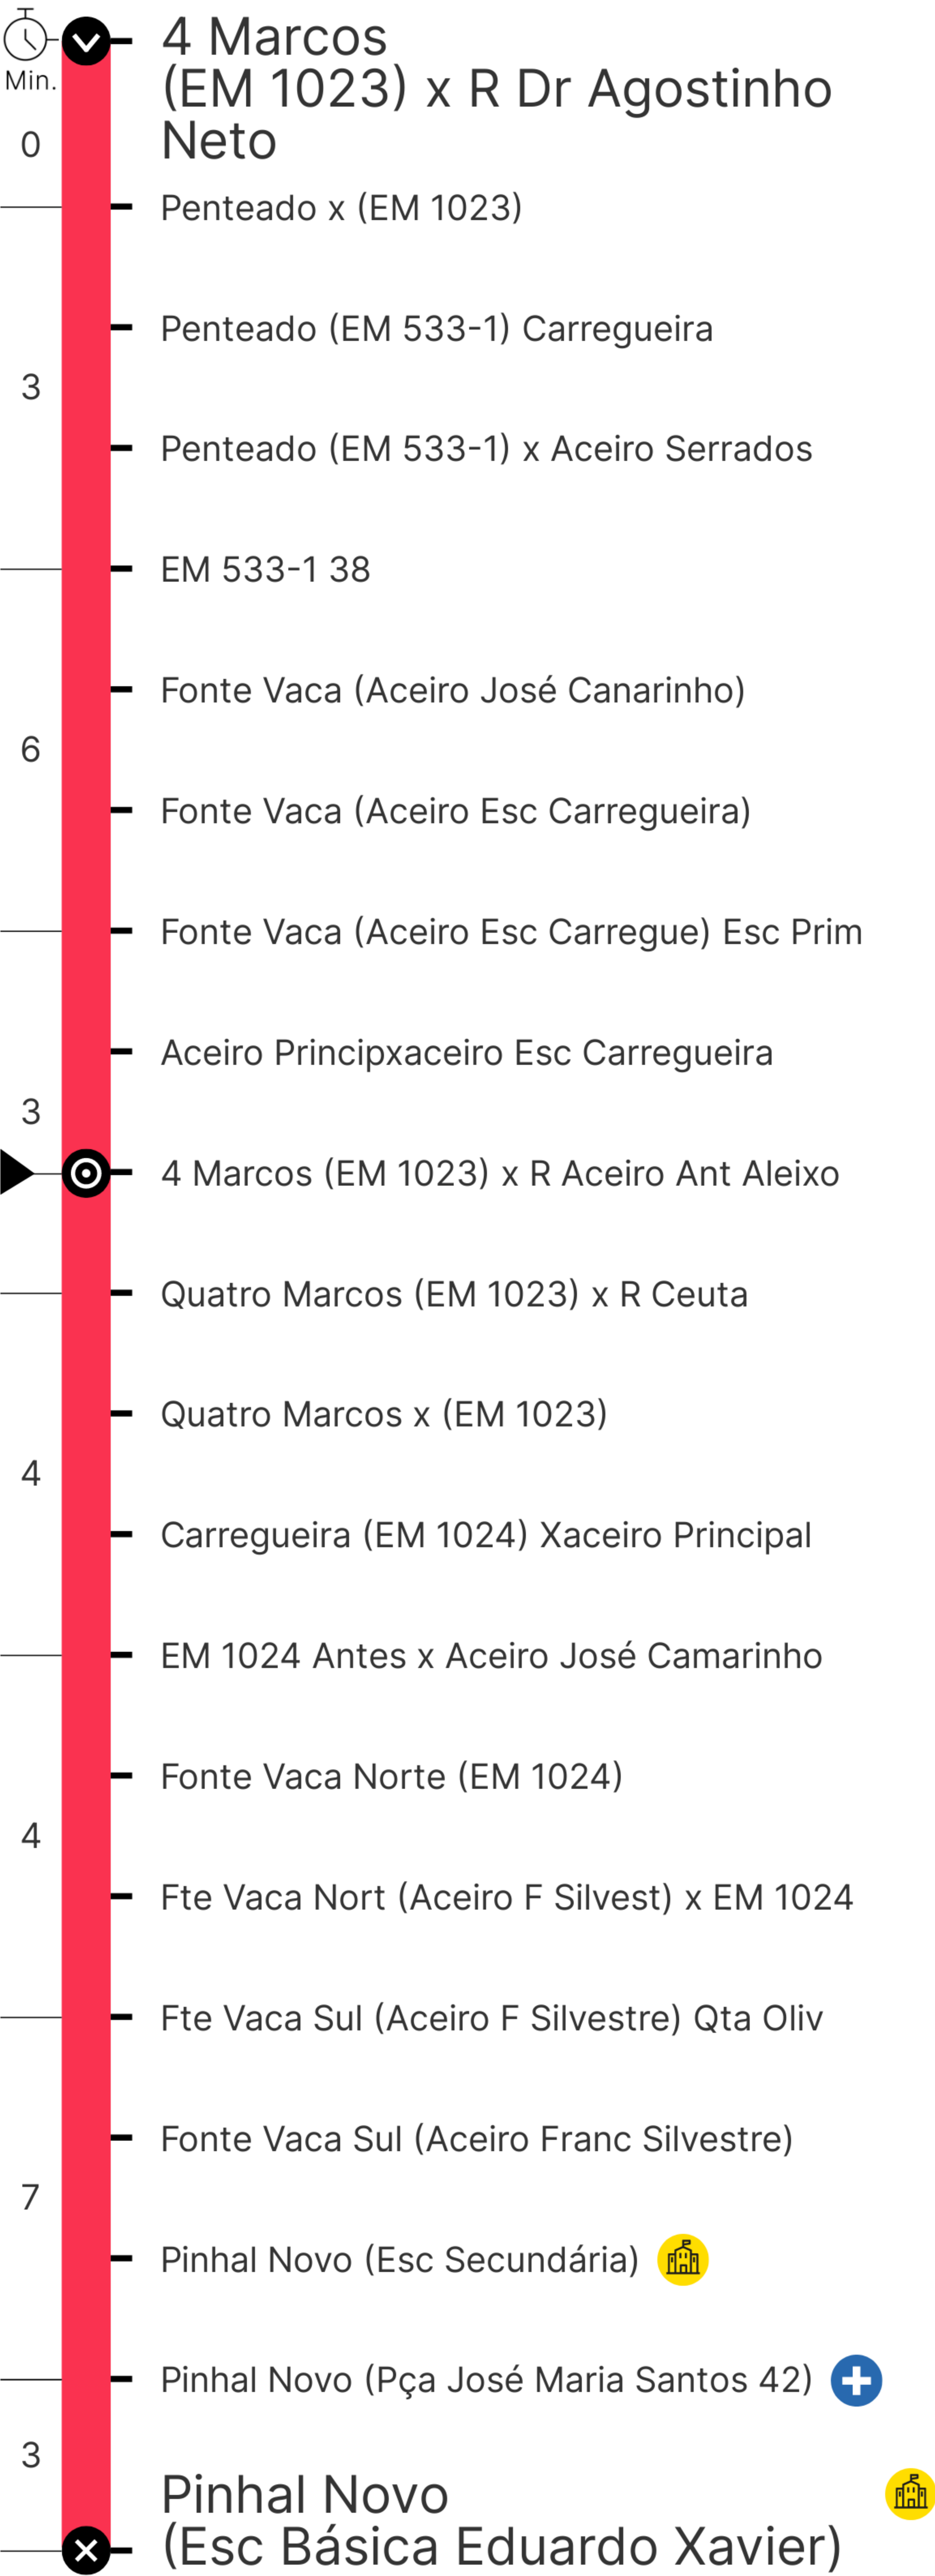 4 Marcos
(EM 1023) x R Dr Agostinho
Neto
Min.
0
Penteado x (EM 1023)
Penteado (EM 533-1) Carregueira
3
Penteado (EM 533-1) x Aceiro Serrados
EM 533-1 38
Fonte Vaca (Aceiro José Canarinho)
6
Fonte Vaca (Aceiro Esc Carregueira)
Fonte Vaca (Aceiro Esc Carregue) Esc Prim
Aceiro Principxaceiro Esc Carregueira
3
4 Marcos (EM 1023) x R Aceiro Ant Aleixo
Quatro Marcos (EM 1023) x R Ceuta
Quatro Marcos x (EM 1023)
4
Carregueira (EM 1024) Xaceiro Principal
EM 1024 Antes x Aceiro José Camarinho
Fonte Vaca Norte (EM 1024)
4
Fte Vaca Nort (Aceiro F Silvest) x EM 1024
Fte Vaca Sul (Aceiro F Silvestre) Qta Oliv
Fonte Vaca Sul (Aceiro Franc Silvestre)
7
Pinhal Novo (Esc Secundária)
Pinhal Novo (Pça José Maria Santos 42)
3
Pinhal Novo
(Esc Básica Eduardo Xavier)